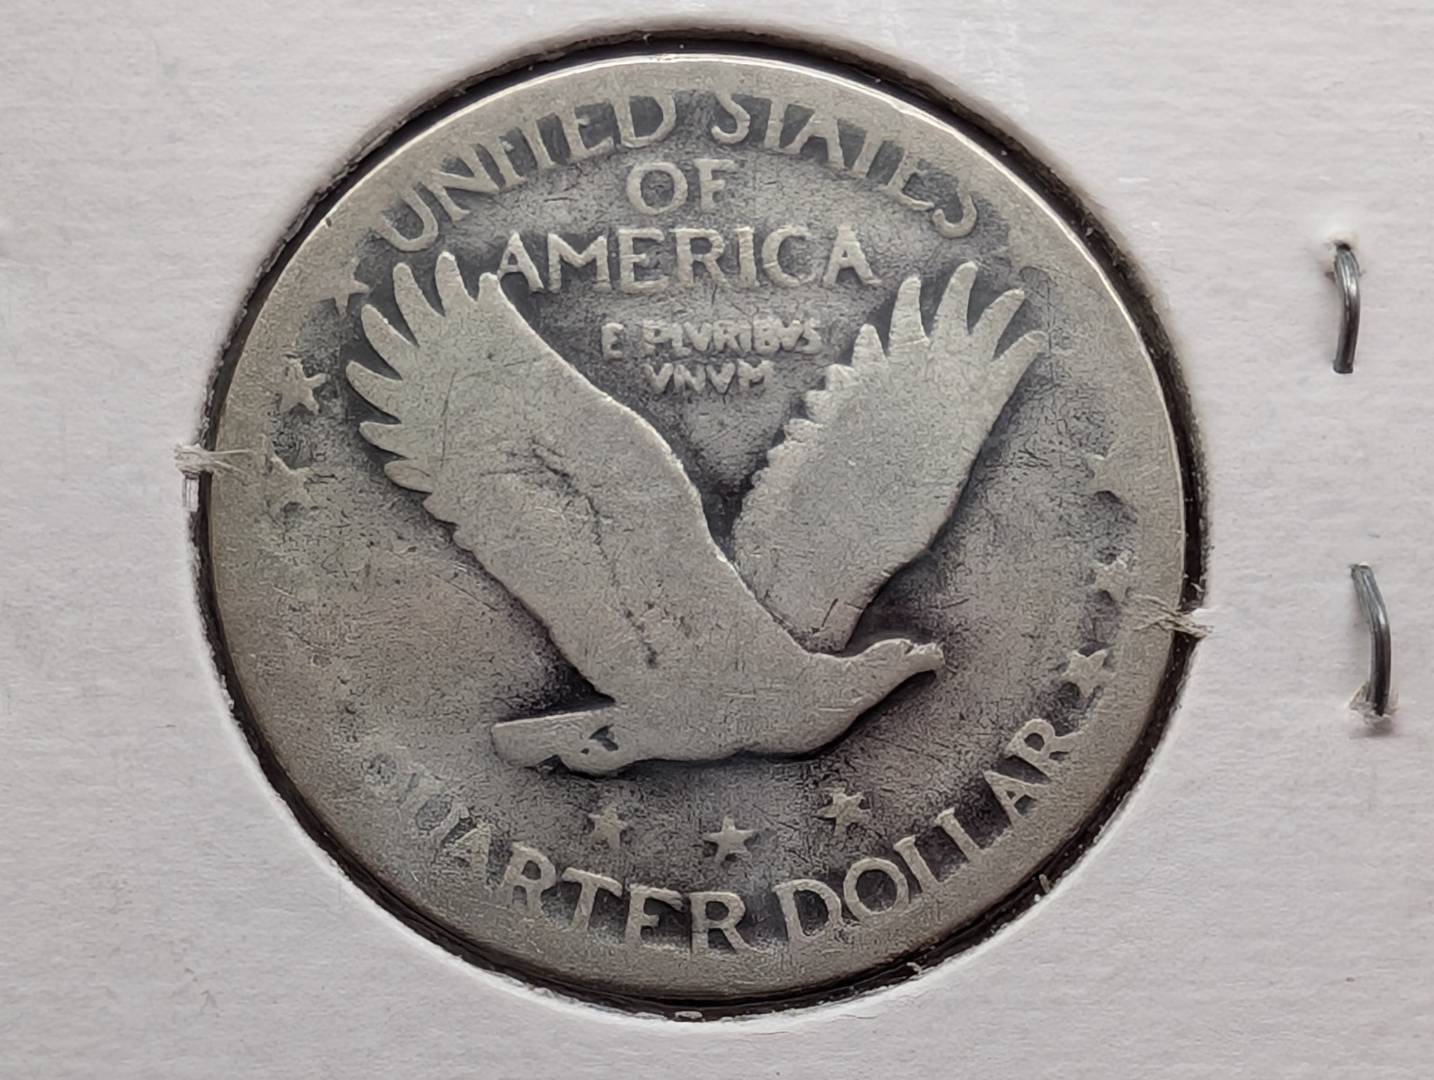 UNITED STATES
OF
AMERICA
E PLVRIBVS
VNVM
QUARTER DOLLAR